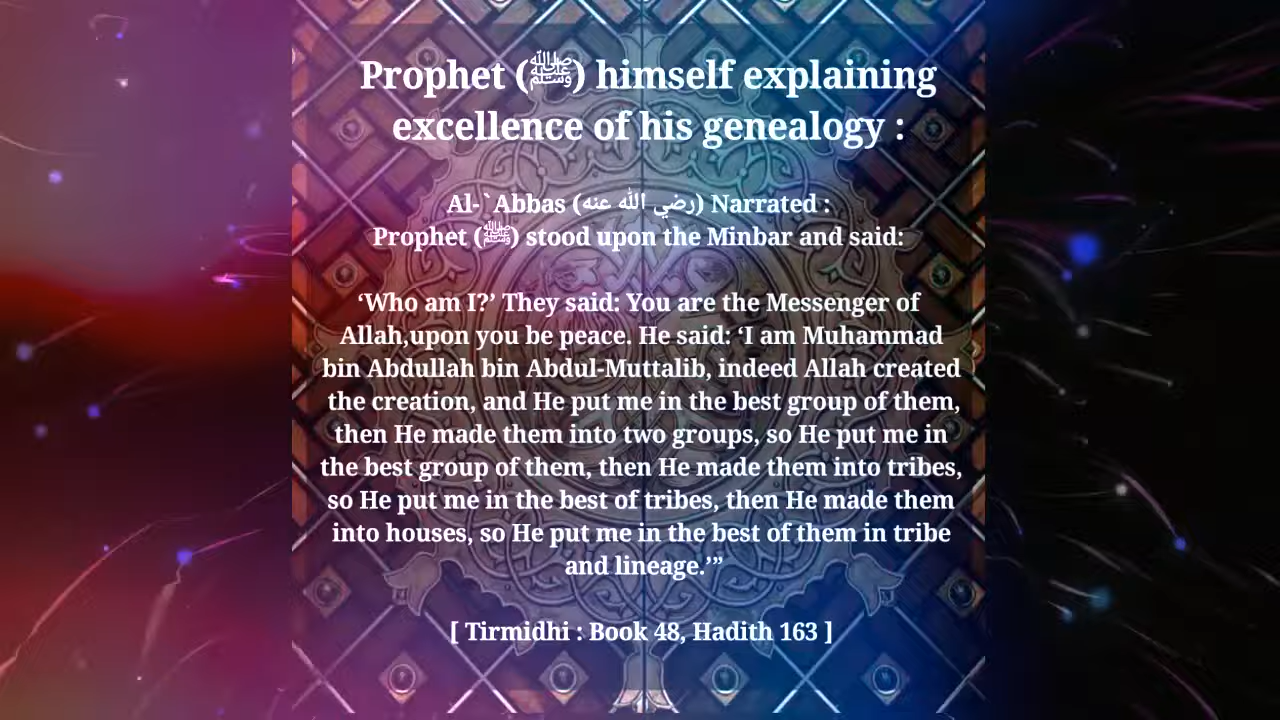 Prophet (ﷺ) himself explaining
excellence of his genealogy :
Al-`Abbas (رضي الله عنه) Narrated :
Prophet (ﷺ) stood upon the Minbar and said:
‘Who am I?’ They said: You are the Messenger of
Allah,upon you be peace. He said: ‘I am Muhammad
bin Abdullah bin Abdul-Muttalib, indeed Allah created
the creation, and He put me in the best group of them,
then He made them into two groups, so He put me in
the best group of them, then He made them into tribes,
so He put me in the best of tribes, then He made them
into houses, so He put me in the best of them in tribe
and lineage.’”
[ Tirmidhi : Book 48, Hadith 163 ]